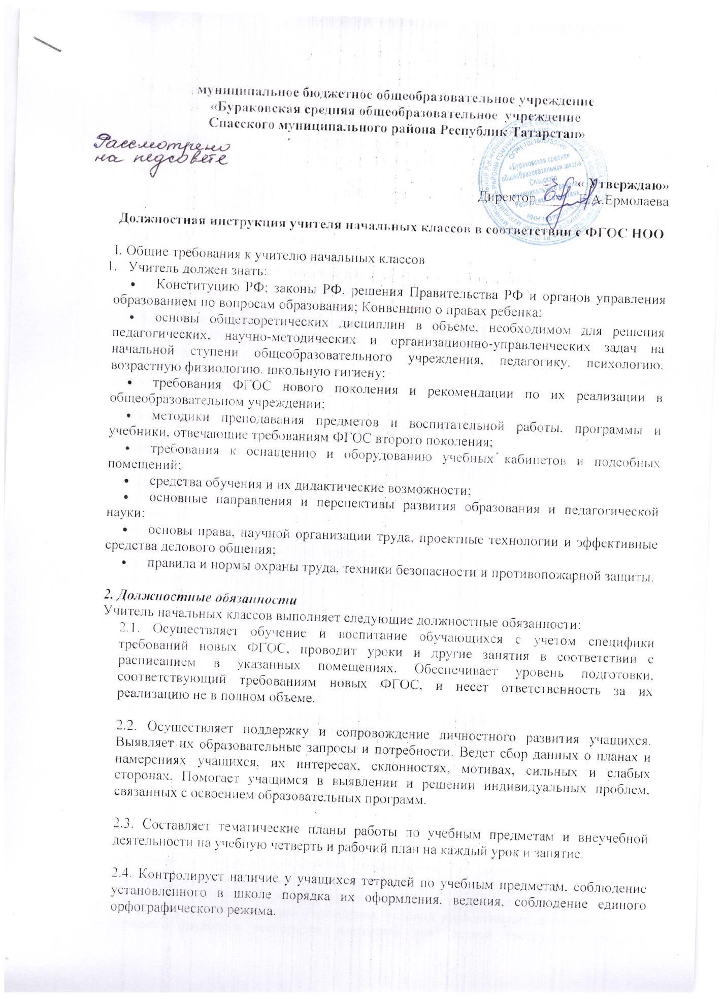 муниципальное бюджетное общеобразовательное учреждение
«Бураковская средняя общеобразовательное учреждение
Спасского муниципального района Республик Татарстан»
Рассмотрено
на педсовете
ОГРН 1021605755160
«Бураковская средняя
общеобразовательная школа
Спасского
муниципального района
Республики Татарстан»
« Утверждаю»
Директор______Е.А.Ермолаева
Должностная инструкция учителя начальных классов в соответствии с ФГОС НОО
1. Общие требования к учителю начальных классов
1. Учитель должен знать:
• Конституцию РФ; законы РФ, решения Правительства РФ и органов управления
образованием по вопросам образования; Конвенцию о правах ребенка;
• основы общетеоретических дисциплин в объеме, необходимом для решения
педагогических, научно-методических и организационно-управленческих задач на
начальной ступени общеобразовательного учреждения, педагогику, психологию,
возрастную физиологию, школьную гигиену;
• требования ФГОС нового поколения и рекомендации по их реализации в
общеобразовательном учреждении;
• методики преподавания предметов и воспитательной работы, программы и
учебники, отвечающие требованиям ФГОС второго поколения;
• требования к оснащению и оборудованию учебных кабинетов и подсобных
помещений;
• средства обучения и их дидактические возможности;
• основные направления и перспективы развития образования и педагогической
науки;
• основы права, научной организации труда, проектные технологии и эффективные
средства делового общения;
• правила и нормы охраны труда, техники безопасности и противопожарной защиты.
2. Должностные обязанности
Учитель начальных классов выполняет следующие должностные обязанности:
2.1. Осуществляет обучение и воспитание обучающихся с учетом специфики
требований новых ФГОС, проводит уроки и другие занятия в соответствии с
расписанием в указанных помещениях. Обеспечивает уровень подготовки,
соответствующий требованиям новых ФГОС, и несет ответственность за их
реализацию не в полном объеме.
2.2. Осуществляет поддержку и сопровождение личностного развития учащихся.
Выявляет их образовательные запросы и потребности. Ведет сбор данных о планах и
намерениях учащихся, их интересах, склонностях, мотивах, сильных и слабых
сторонах. Помогает учащимся в выявлении и решении индивидуальных проблем,
связанных с освоением образовательных программ.
2.3. Составляет тематические планы работы по учебным предметам и внеучебной
деятельности на учебную четверть и рабочий план на каждый урок и занятие.
2.4. Контролирует наличие у учащихся тетрадей по учебным предметам, соблюдение
установленного в школе порядка их оформления, ведения, соблюдение единого
орфографического режима.